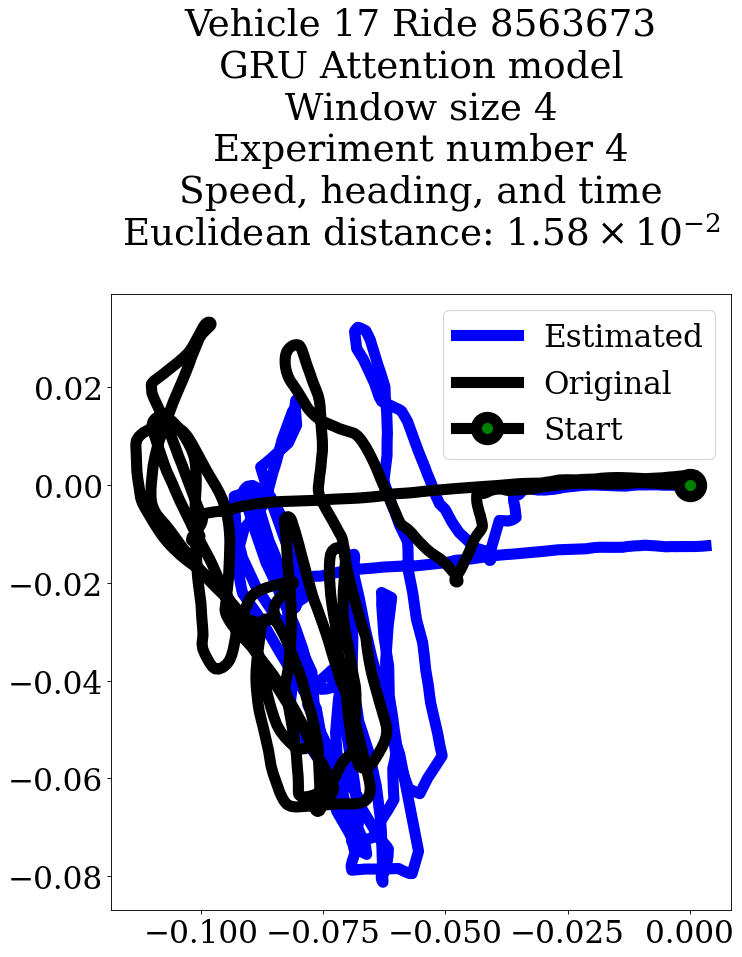 Vehicle 17 Ride 8563673
GRU Attention model
Window size 4
Experiment number 4
Speed, heading, and time
Euclidean distance: 1.58 × 10⁻²
Estimated
Original
Start
0.02
0.00
−0.02
−0.04
−0.06
−0.08
−0.100 −0.075 −0.050 −0.025 0.000